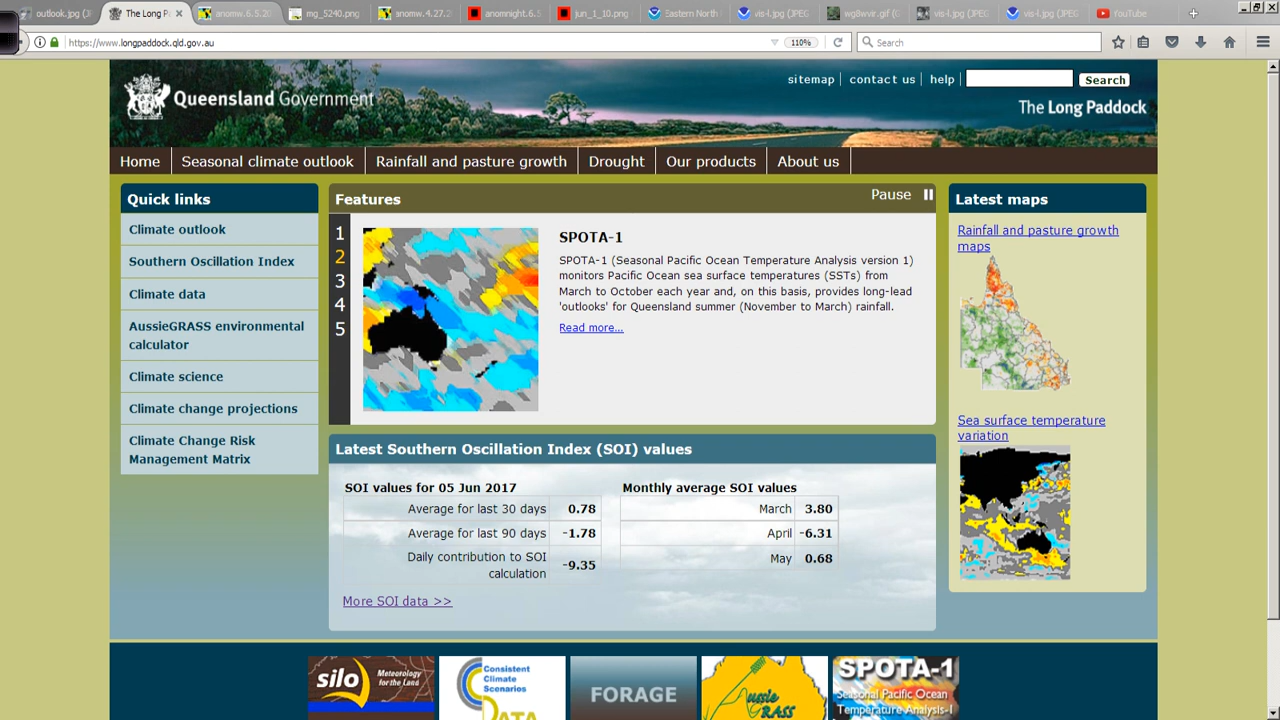 outlook.jpg (J
The Long P
anomw.6.5.20
mg_5240.png
anomw.4.27.2
anomnight.6.5
jun_1_10.png
Eastern North
vis-l.jpg (JPEG
wg8wvir.gif (G
vis-l.jpg (JPEG
vis-l.jpg (JPEG
YouTube
https://www.longpaddock.qld.gov.au
110%
Search
Queensland Government
sitemap
contact us
help
Search
The Long Paddock
Home
Seasonal climate outlook
Rainfall and pasture growth
Drought
Our products
About us
Quick links
Climate outlook
Southern Oscillation Index
Climate data
AussieGRASS environmental
calculator
Climate science
Climate change projections
Climate Change Risk
Management Matrix
Features
Pause
1
2
3
4
5
SPOTA-1
SPOTA-1 (Seasonal Pacific Ocean Temperature Analysis version 1)
monitors Pacific Ocean sea surface temperatures (SSTs) from
March to October each year and, on this basis, provides long-lead
'outlooks' for Queensland summer (November to March) rainfall.
Read more...
Latest Southern Oscillation Index (SOI) values
SOI values for 05 Jun 2017
Average for last 30 days 0.78
Average for last 90 days -1.78
Daily contribution to SOI
calculation -9.35
Monthly average SOI values
March 3.80
April -6.31
May 0.68
More SOI data >>
Latest maps
Rainfall and pasture growth
maps
Sea surface temperature
variation
silo Meteorology
for the Land
Consistent
Climate
Scenarios
DATA
FORAGE
Aussie
GRASS
SPOTA-1
Seasonal Pacific Ocean
Temperature Analysis-1